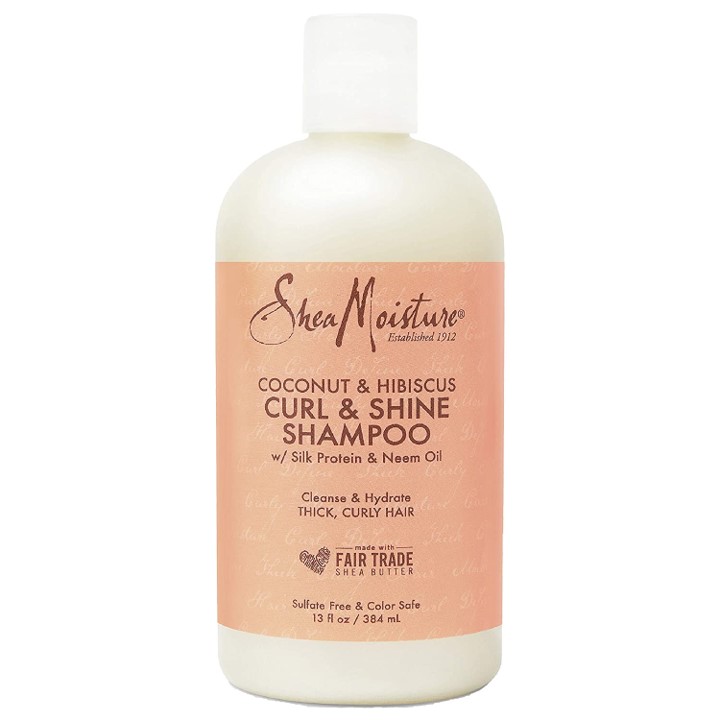 SheaMoisture®
Established 1912
COCONUT & HIBISCUS
CURL & SHINE
SHAMPOO
w/ Silk Protein & Neem Oil
Cleanse & Hydrate
THICK, CURLY HAIR
made with
FAIR TRADE
SHEA BUTTER
Sulfate Free & Color Safe
13 fl oz / 384 mL